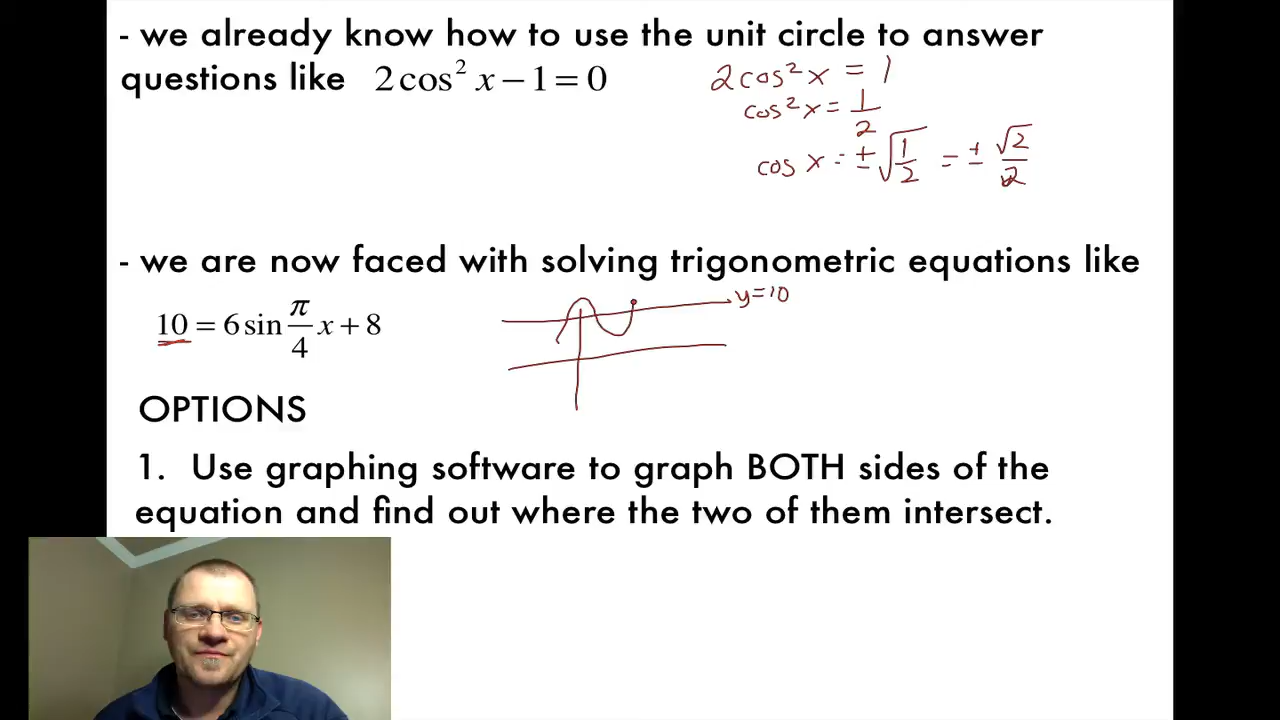 - we already know how to use the unit circle to answer
questions like 2cos² x − 1 = 0
2cos²x = 1
cos²x = 1/2
cos x = ± √(1/2) = ± √2/2
- we are now faced with solving trigonometric equations like
10 = 6 sin π/4 x + 8
y=10
OPTIONS
1. Use graphing software to graph BOTH sides of the
equation and find out where the two of them intersect.